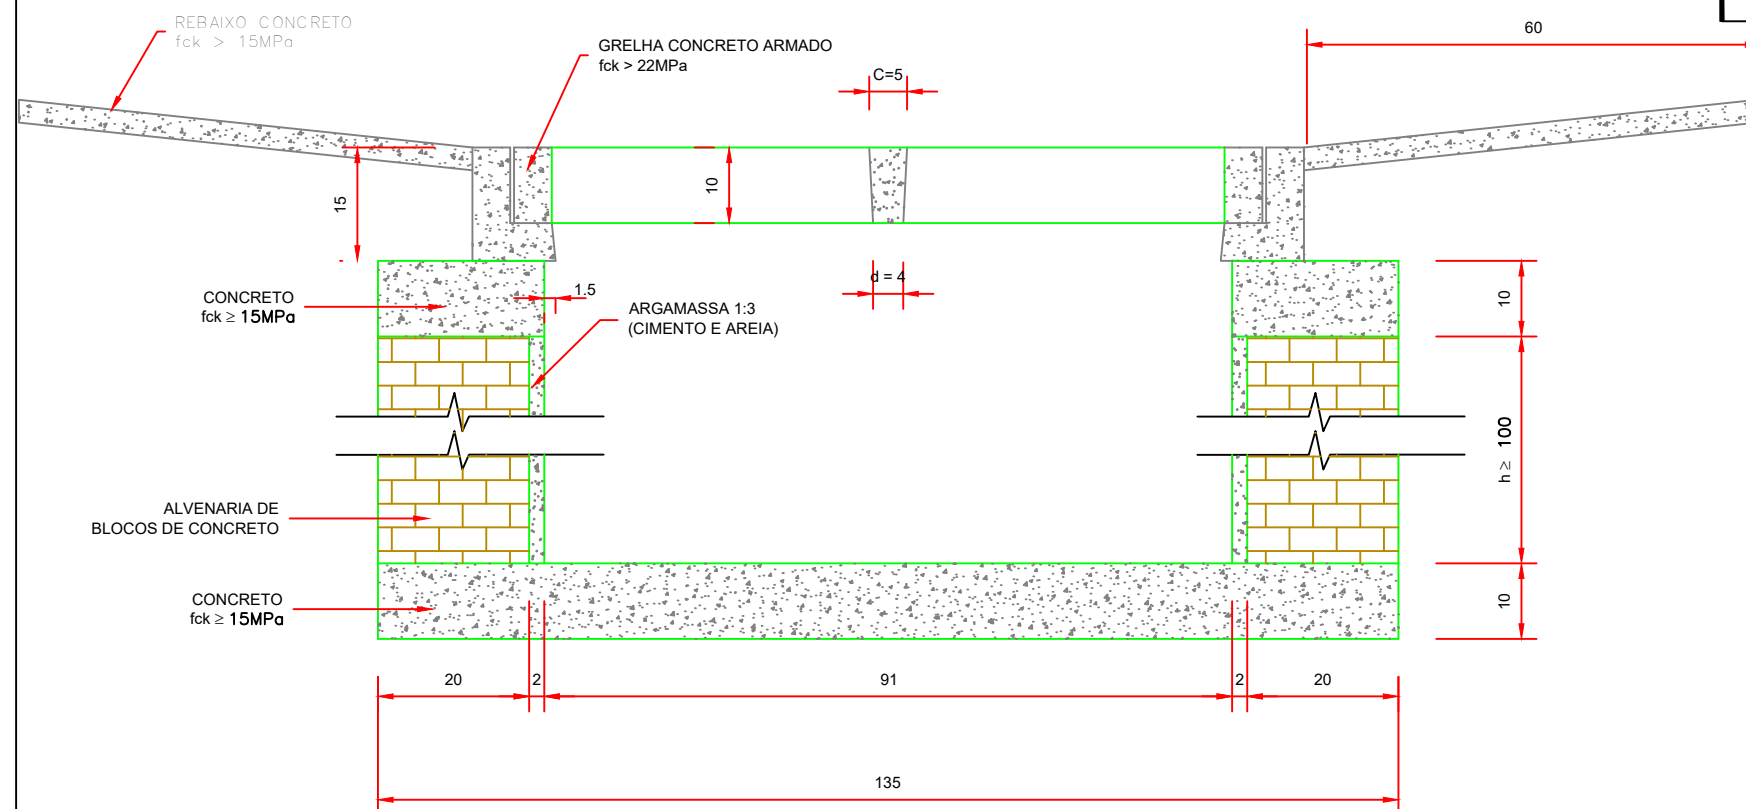 REBAIXO CONCRETO
fck > 15MPa
GRELHA CONCRETO ARMADO
fck > 22MPa
C=5
60
15
10
d = 4
1.5
CONCRETO
fck ≥ 15MPa
ARGAMASSA 1:3
(CIMENTO E AREIA)
10
h ≥ 100
ALVENARIA DE
BLOCOS DE CONCRETO
CONCRETO
fck ≥ 15MPa
10
20
2
91
2
20
135